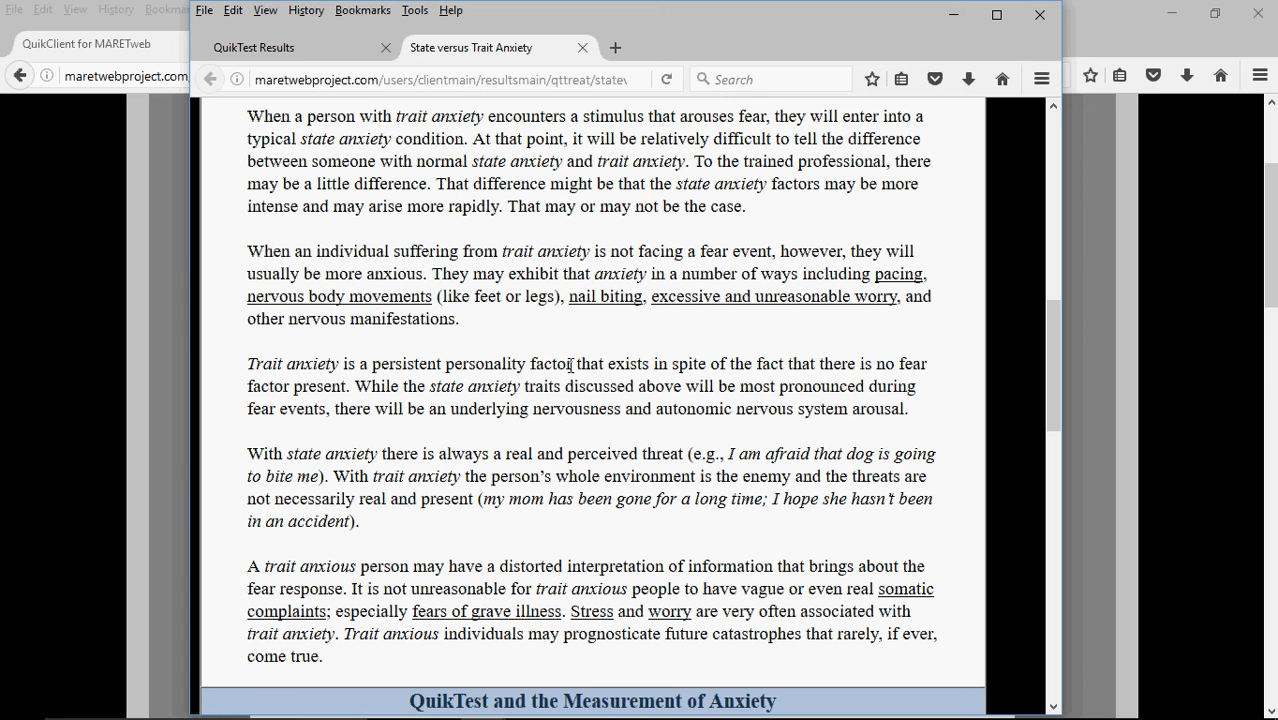 File Edit View History Bookmarks Tools Help
File Edit View History Bookmarks
QuikClient for MARETweb
QuikTest Results
State versus Trait Anxiety
maretwebproject.com
maretwebproject.com/users/clientmain/resultsmain/qttreat/state
Search
When a person with trait anxiety encounters a stimulus that arouses fear, they will enter into a
typical state anxiety condition. At that point, it will be relatively difficult to tell the difference
between someone with normal state anxiety and trait anxiety. To the trained professional, there
may be a little difference. That difference might be that the state anxiety factors may be more
intense and may arise more rapidly. That may or may not be the case.
When an individual suffering from trait anxiety is not facing a fear event, however, they will
usually be more anxious. They may exhibit that anxiety in a number of ways including pacing,
nervous body movements (like feet or legs), nail biting, excessive and unreasonable worry, and
other nervous manifestations.
Trait anxiety is a persistent personality factor that exists in spite of the fact that there is no fear
factor present. While the state anxiety traits discussed above will be most pronounced during
fear events, there will be an underlying nervousness and autonomic nervous system arousal.
With state anxiety there is always a real and perceived threat (e.g., I am afraid that dog is going
to bite me). With trait anxiety the person's whole environment is the enemy and the threats are
not necessarily real and present (my mom has been gone for a long time; I hope she hasn't been
in an accident).
A trait anxious person may have a distorted interpretation of information that brings about the
fear response. It is not unreasonable for trait anxious people to have vague or even real somatic
complaints; especially fears of grave illness. Stress and worry are very often associated with
trait anxiety. Trait anxious individuals may prognosticate future catastrophes that rarely, if ever,
come true.
QuikTest and the Measurement of Anxiety